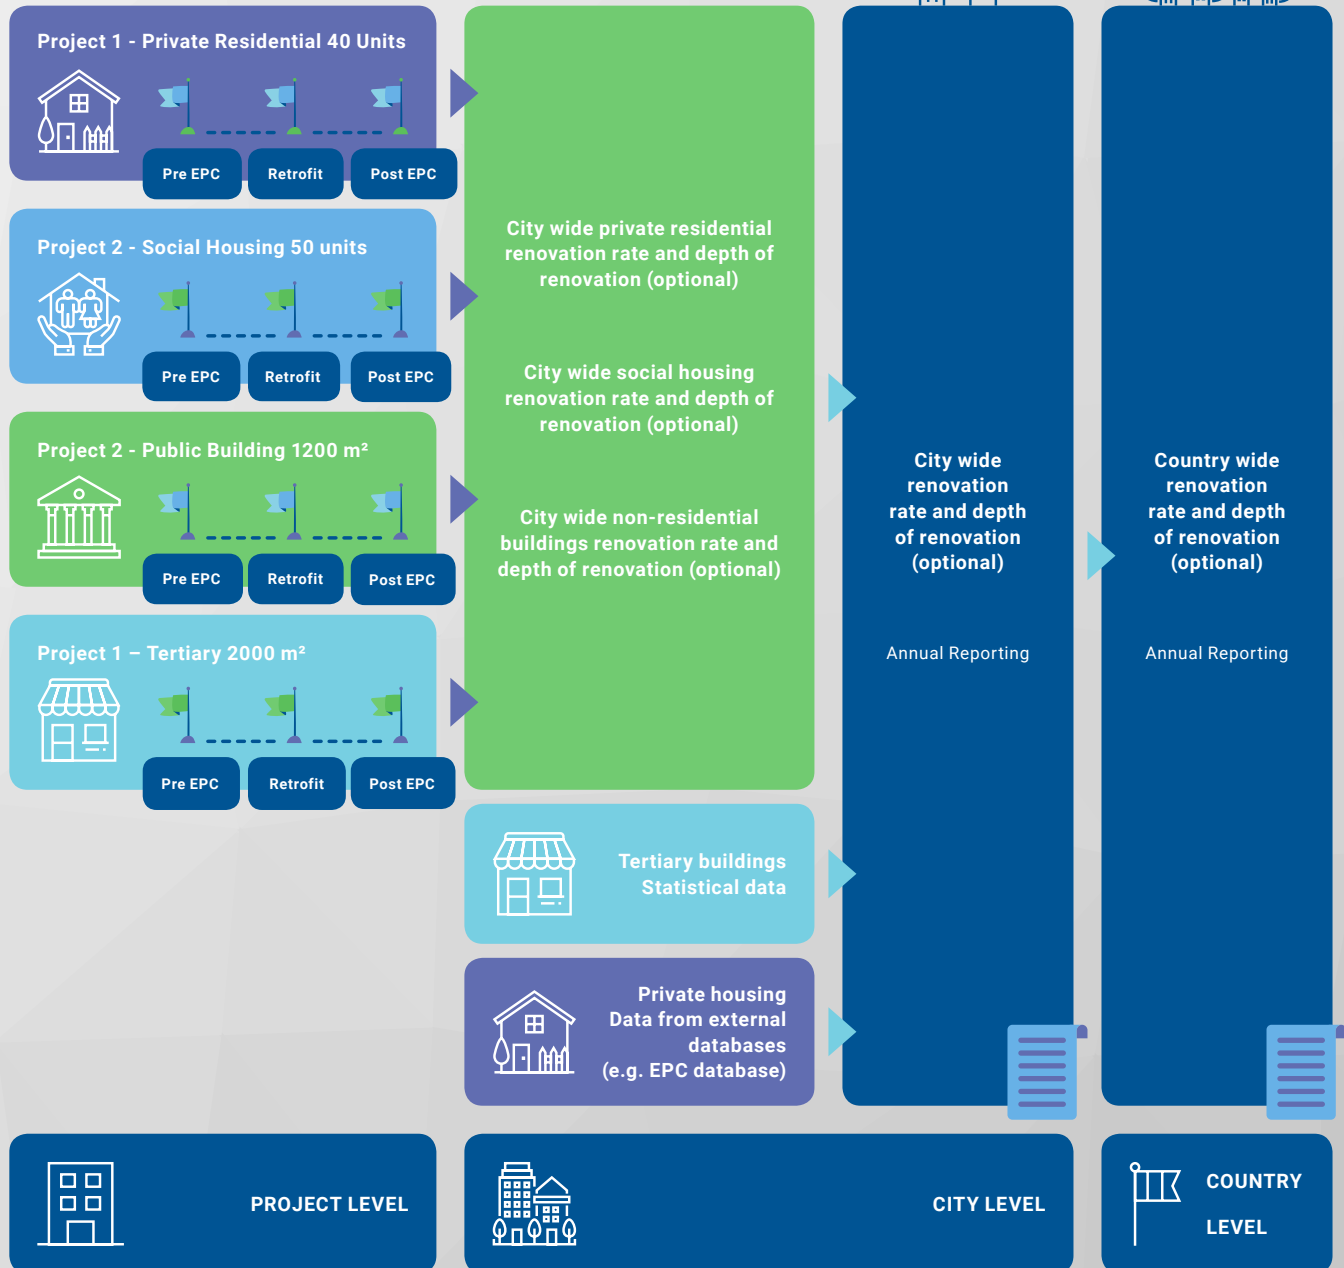 Project 1 - Private Residential 40 Units
Pre EPC
Retrofit
Post EPC
Project 2 - Social Housing 50 units
Pre EPC
Retrofit
Post EPC
Project 2 - Public Building 1200 m²
Pre EPC
Retrofit
Post EPC
Project 1 – Tertiary 2000 m²
Pre EPC
Retrofit
Post EPC
City wide private residential
renovation rate and depth of
renovation (optional)
City wide social housing
renovation rate and depth of
renovation (optional)
City wide non-residential
buildings renovation rate and
depth of renovation (optional)
Tertiary buildings
Statistical data
Private housing
Data from external
databases
(e.g. EPC database)
City wide
renovation
rate and depth
of renovation
(optional)
Annual Reporting
Country wide
renovation
rate and depth
of renovation
(optional)
Annual Reporting
PROJECT LEVEL
CITY LEVEL
COUNTRY
LEVEL